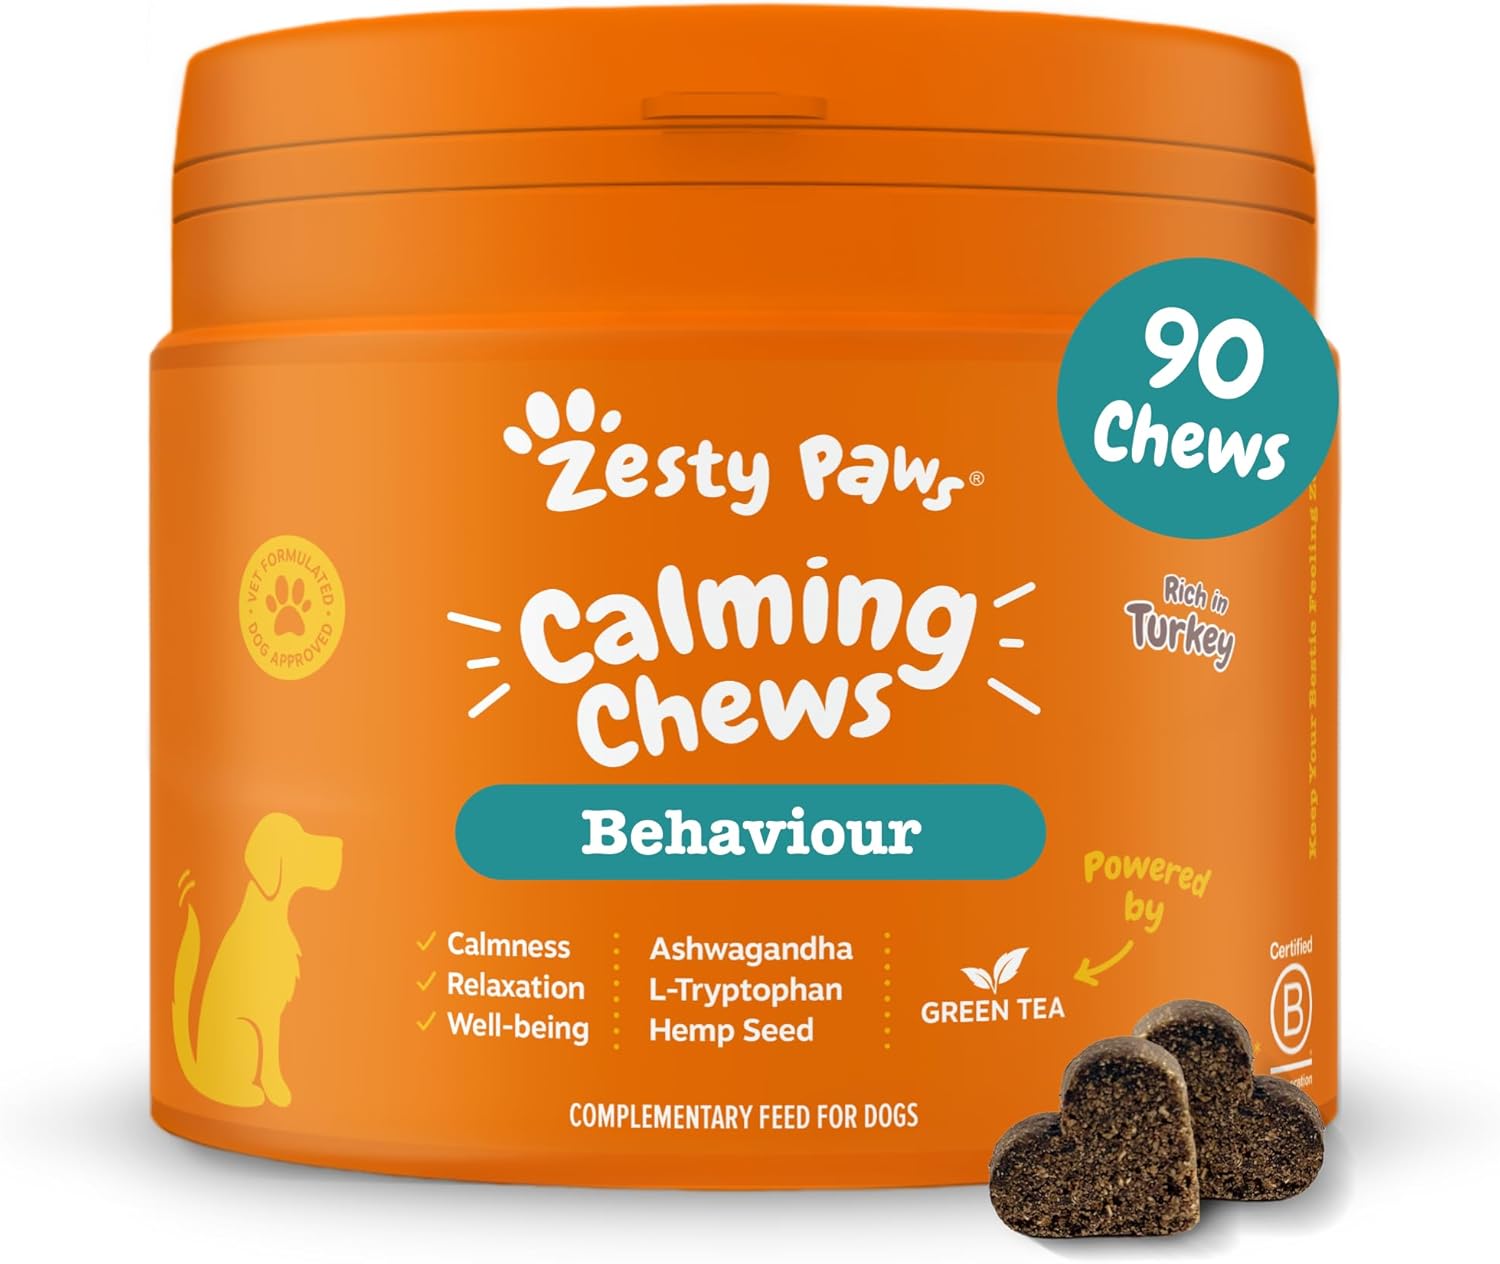 90
Chews
Zesty Paws®
Calming
Chews
Behaviour
VET FORMULATED
DOG APPROVED
Rich in
Turkey
Keep Your Bestie Feeling
Powered
by
✓ Calmness
✓ Relaxation
✓ Well-being
Ashwagandha
L-Tryptophan
Hemp Seed
GREEN TEA
Certified
B
COMPLEMENTARY FEED FOR DOGS